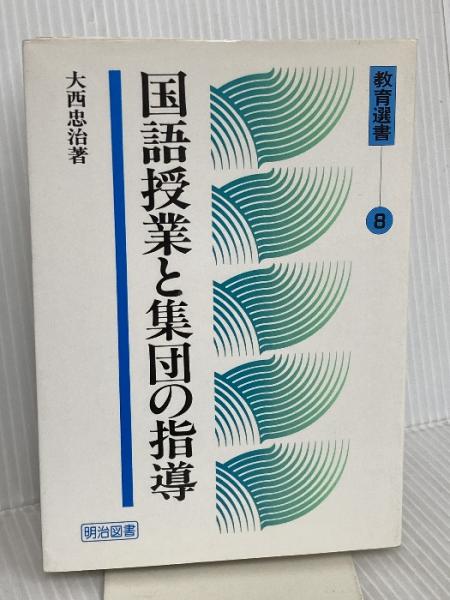 教育選書
8
国語授業と集団の指導
大西忠治著
明治図書